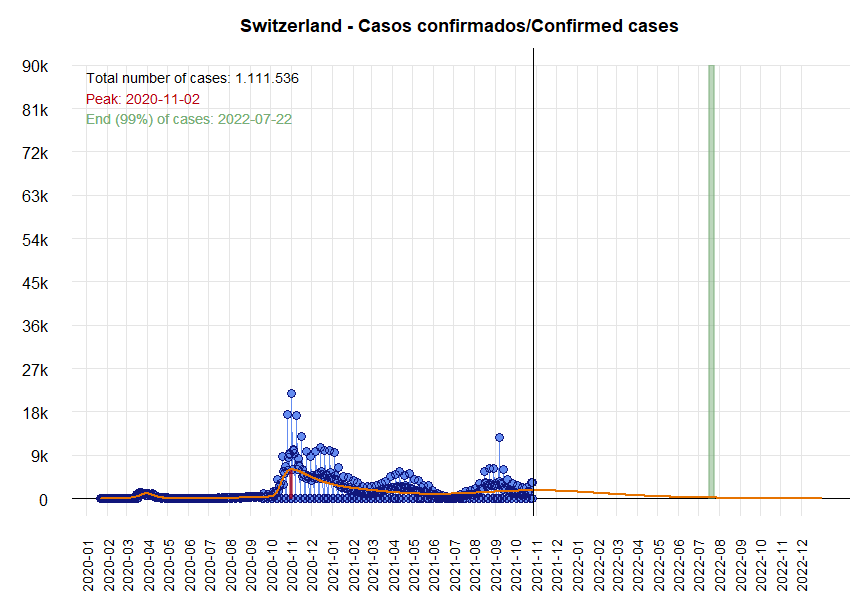 Switzerland - Casos confirmados/Confirmed cases
90k
81k
72k
63k
54k
45k
36k
27k
18k
9k
0
Total number of cases: 1.111.536
Peak: 2020-11-02
End (99%) of cases: 2022-07-22
2020-01
2020-02
2020-03
2020-04
2020-05
2020-06
2020-07
2020-08
2020-09
2020-10
2020-11
2020-12
2021-01
2021-02
2021-03
2021-04
2021-05
2021-06
2021-07
2021-08
2021-09
2021-10
2021-11
2021-12
2022-02
2022-03
2022-04
2022-05
2022-06
2022-07
2022-08
2022-09
2022-10
2022-11
2022-12